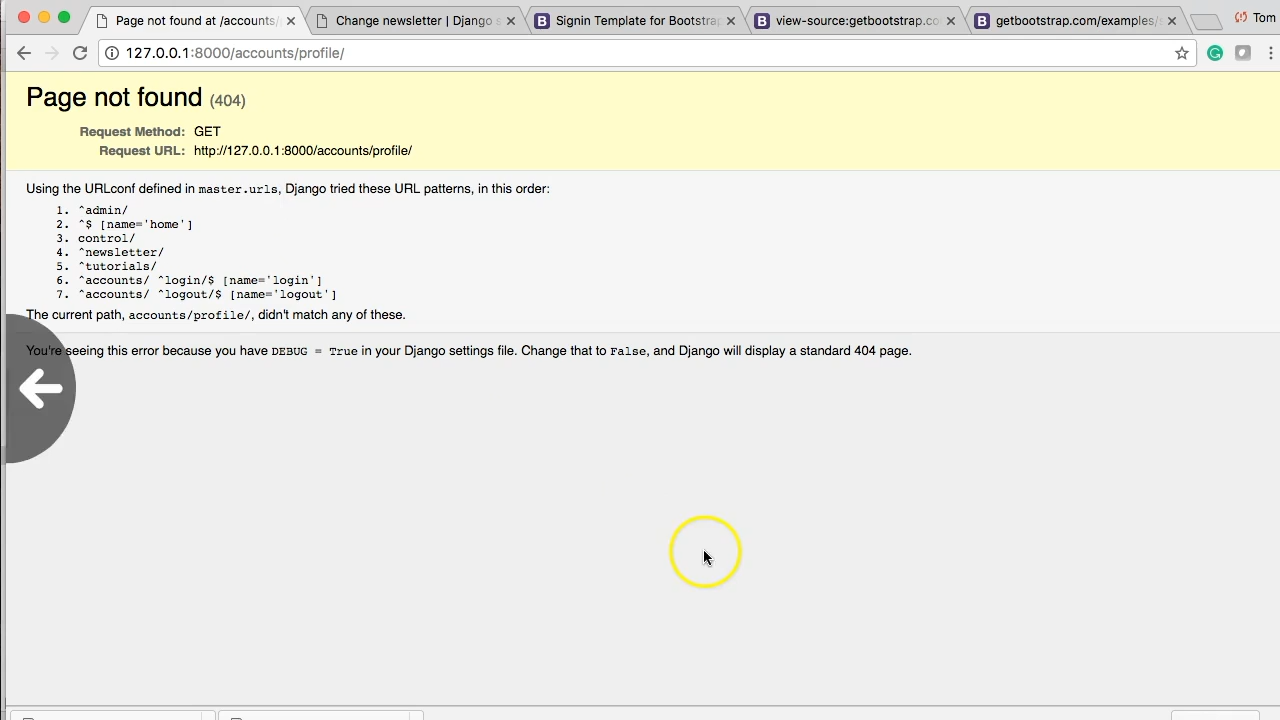 Page not found at /accounts/
Change newsletter | Django
Signin Template for Bootstrap
view-source:getbootstrap.co
getbootstrap.com/examples/
Tom
127.0.0.1:8000/accounts/profile/
Page not found (404)
Request Method: GET
Request URL: http://127.0.0.1:8000/accounts/profile/
Using the URLconf defined in master.urls, Django tried these URL patterns, in this order:
1. ^admin/
2. ^$ [name='home']
3. control/
4. ^newsletter/
5. ^tutorials/
6. ^accounts/ ^login/$ [name='login']
7. ^accounts/ ^logout/$ [name='logout']
The current path, accounts/profile/, didn't match any of these.
You're seeing this error because you have DEBUG = True in your Django settings file. Change that to False, and Django will display a standard 404 page.